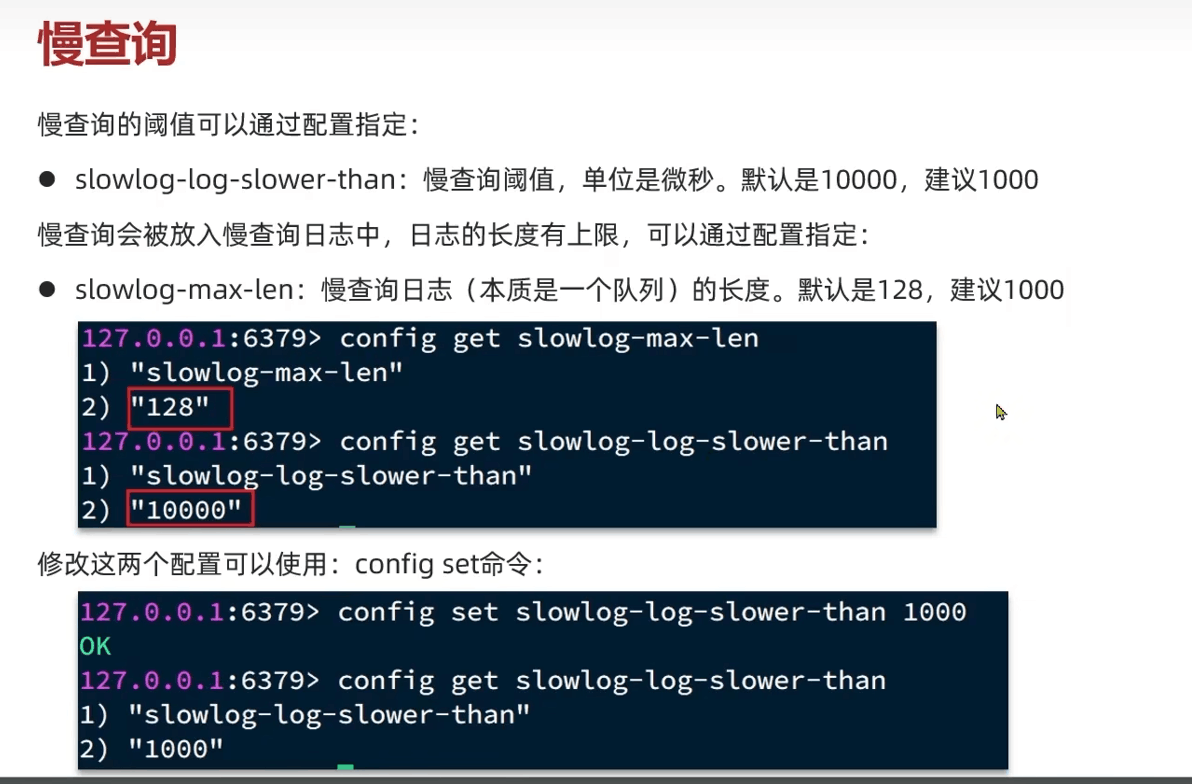 慢查询
慢查询的阈值可以通过配置指定：
● slowlog-log-slower-than：慢查询阈值，单位是微秒。默认是10000，建议1000
慢查询会被放入慢查询日志中，日志的长度有上限，可以通过配置指定：
● slowlog-max-len：慢查询日志（本质是一个队列）的长度。默认是128，建议1000
127.0.0.1:6379> config get slowlog-max-len
1) "slowlog-max-len"
2) "128"
127.0.0.1:6379> config get slowlog-log-slower-than
1) "slowlog-log-slower-than"
2) "10000"
修改这两个配置可以使用：config set命令：
127.0.0.1:6379> config set slowlog-log-slower-than 1000
OK
127.0.0.1:6379> config get slowlog-log-slower-than
1) "slowlog-log-slower-than"
2) "1000"